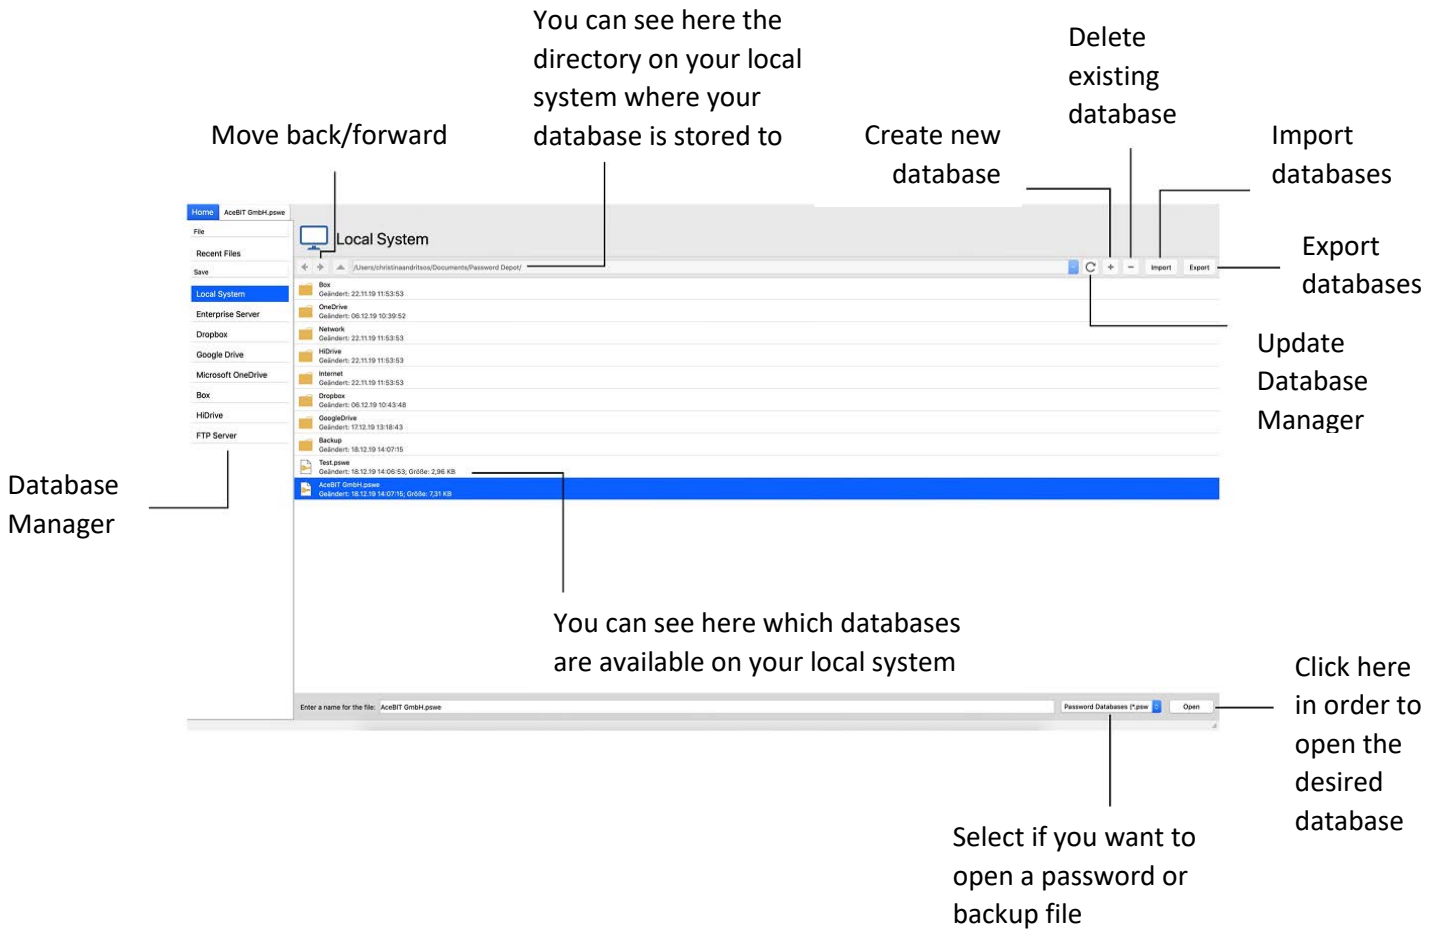 You can see here the
directory on your local
system where your
database is stored to
Delete
existing
database
Move back/forward
Create new
database
Import
databases
Home
AceBIT GmbH.pswe
File
Recent Files
Save
Local System
Enterprise Server
Dropbox
Google Drive
Microsoft OneDrive
Box
HiDrive
FTP Server
Local System
/Users/christinaandritsos/Documents/Password Depot/
Import
Export
Export
databases
Update
Database
Manager
Box
Geändert: 22.11.19 11:53:53
OneDrive
Geändert: 06.12.19 10:39:52
Network
Geändert: 22.11.19 11:53:53
HiDrive
Geändert: 22.11.19 11:53:53
Internet
Geändert: 22.11.19 11:53:53
Dropbox
Geändert: 06.12.19 10:43:48
GoogleDrive
Geändert: 17.12.19 13:18:43
Backup
Geändert: 18.12.19 14:07:15
Test.pswe
Geändert: 18.12.19 14:06:53; Größe: 2,96 KB
AceBIT GmbH.pswe
Geändert: 18.12.19 14:07:15; Größe: 7,31 KB
Database
Manager
You can see here which databases
are available on your local system
Enter a name for the file:
AceBIT GmbH.pswe
Password Databases (*.psw
Open
Click here
in order to
open the
desired
database
Select if you want to
open a password or
backup file